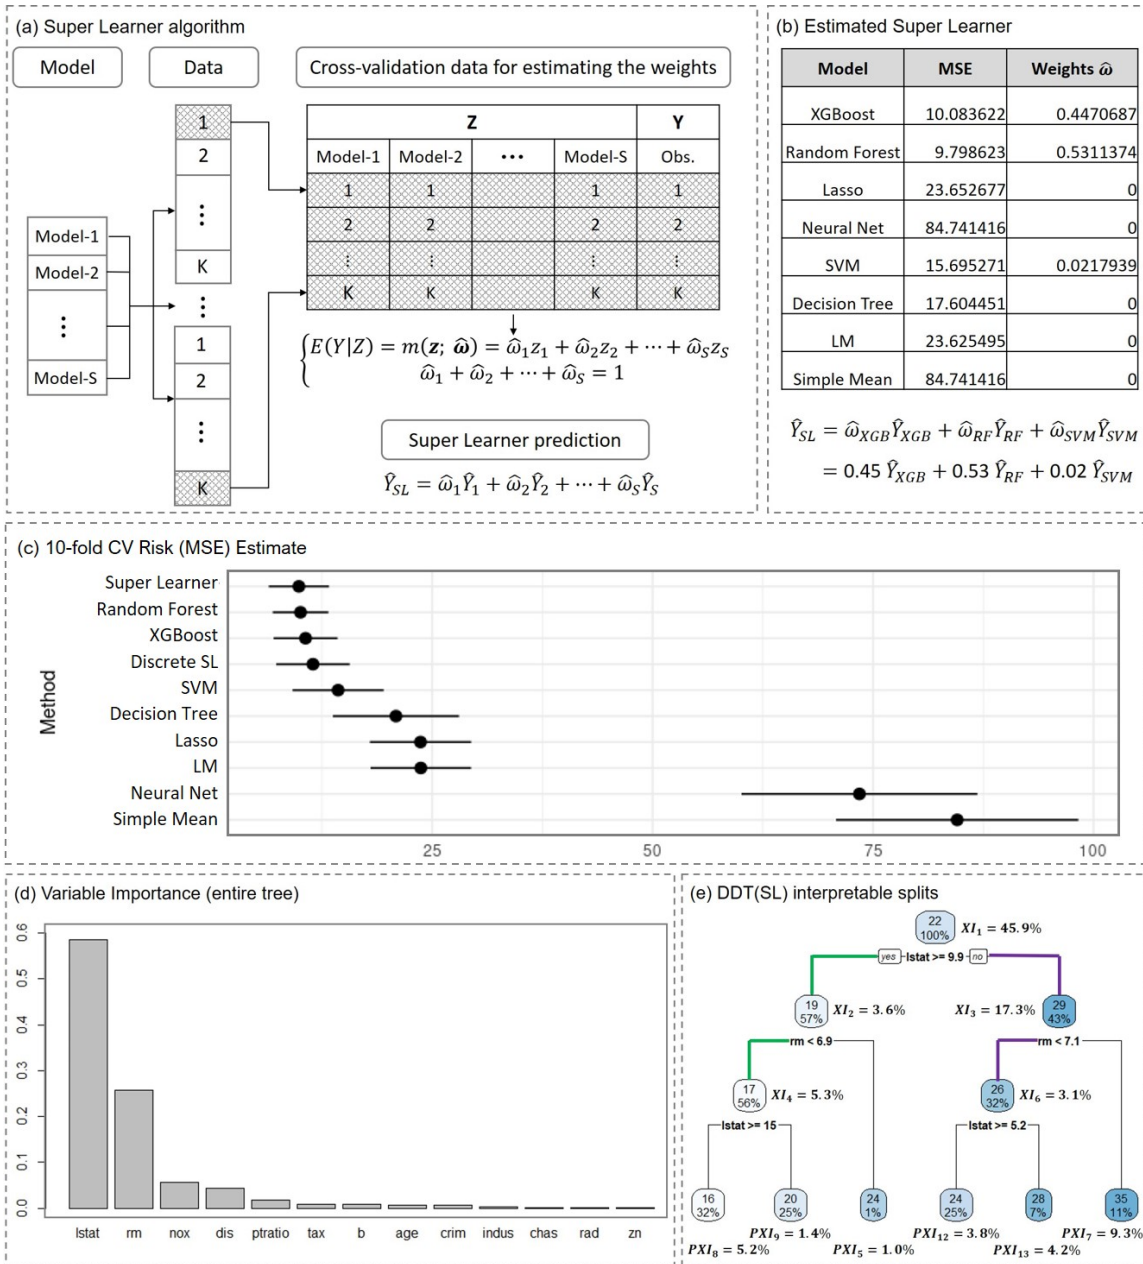 (a) Super Learner algorithm
Model
Data
Cross-validation data for estimating the weights
1
2
⋮
K
⋮
1
2
⋮
K
Model-1
Model-2
⋮
Model-S
Z Y
Model-1 Model-2 ⋯ Model-S Obs.
1 1 1 1
2 2 2 2
⋮ ⋮ ⋮ ⋮
K K K K
E(Y|Z) = m(z; ω̂) = ω̂₁z₁ + ω̂₂z₂ + ⋯ + ω̂_S z_S
ω̂₁ + ω̂₂ + ⋯ + ω̂_S = 1
Super Learner prediction
Ŷ_SL = ω̂₁Ŷ₁ + ω̂₂Ŷ₂ + ⋯ + ω̂_SŶ_S
(b) Estimated Super Learner
Model MSE Weights ω̂
XGBoost 10.083622 0.4470687
Random Forest 9.798623 0.5311374
Lasso 23.652677 0
Neural Net 84.741416 0
SVM 15.695271 0.0217939
Decision Tree 17.604451 0
LM 23.625495 0
Simple Mean 84.741416 0
Ŷ_SL = ω̂_XGBŶ_XGB + ω̂_RFŶ_RF + ω̂_SVMŶ_SVM
= 0.45 Ŷ_XGB + 0.53 Ŷ_RF + 0.02 Ŷ_SVM
(c) 10-fold CV Risk (MSE) Estimate
Method
Super Learner
Random Forest
XGBoost
Discrete SL
SVM
Decision Tree
Lasso
LM
Neural Net
Simple Mean
25 50 75 100
(d) Variable Importance (entire tree)
0.6
0.5
0.4
0.3
0.2
0.1
0.0
lstat rm nox dis ptratio tax b age crim indus chas rad zn
(e) DDT(SL) interpretable splits
22
100%
XI₁ = 45.9%
yes lstat >= 9.9 no
19
57%
XI₂ = 3.6%
XI₃ = 17.3%
29
43%
rm < 6.9
rm < 7.1
17
56%
XI₄ = 5.3%
26
32%
XI₆ = 3.1%
lstat >= 15
lstat >= 5.2
16
32%
20
25%
24
1%
24
25%
28
7%
35
11%
PXI₉ = 1.4%
PXI₁₂ = 3.8%
PXI₇ = 9.3%
PXI₈ = 5.2%
PXI₅ = 1.0%
PXI₁₃ = 4.2%